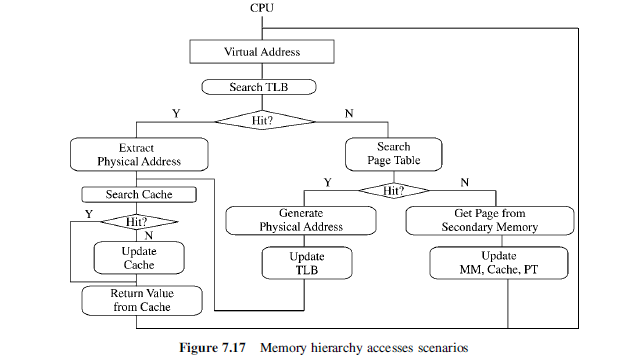 CPU
Virtual Address
Search TLB
Y
Hit?
N
Extract
Physical Address
Search
Page Table
Search Cache
Y
Hit?
N
Y
Hit?
N
Update
Cache
Generate
Physical Address
Get Page from
Secondary Memory
Update
TLB
Update
MM, Cache, PT
Return Value
from Cache
Figure 7.17 Memory hierarchy accesses scenarios